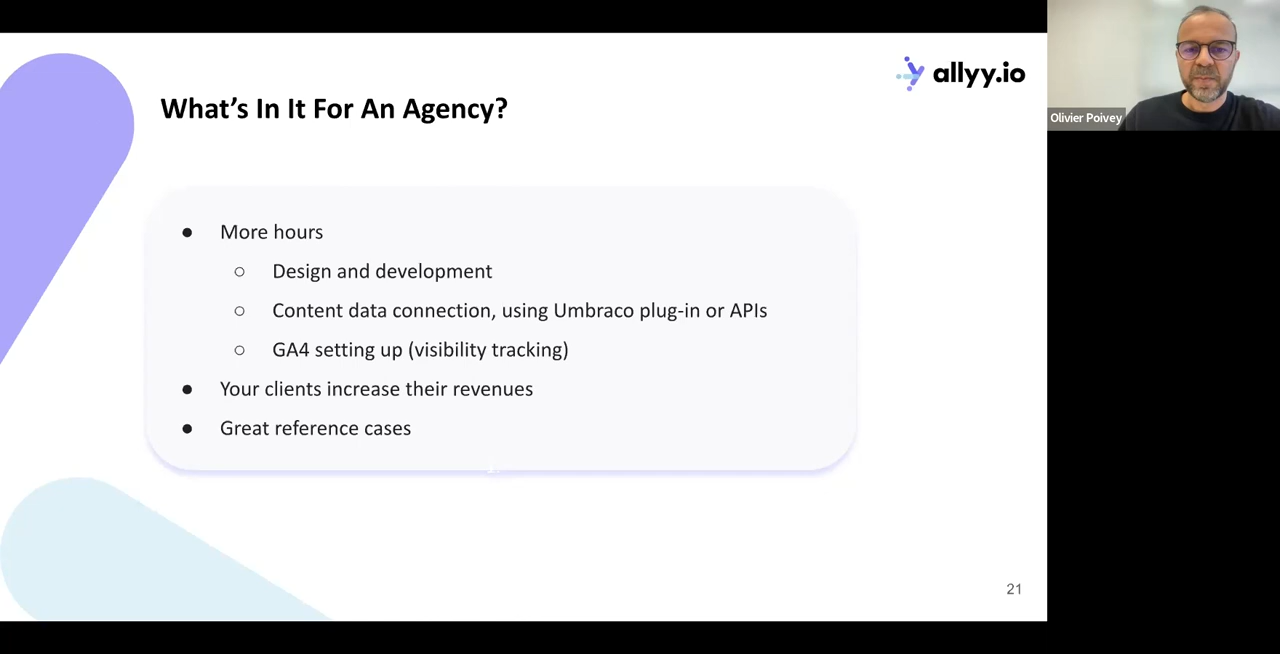 allyy.io
What's In It For An Agency?
● More hours
○ Design and development
○ Content data connection, using Umbraco plug-in or APIs
○ GA4 setting up (visibility tracking)
● Your clients increase their revenues
● Great reference cases
21
Olivier Poivey